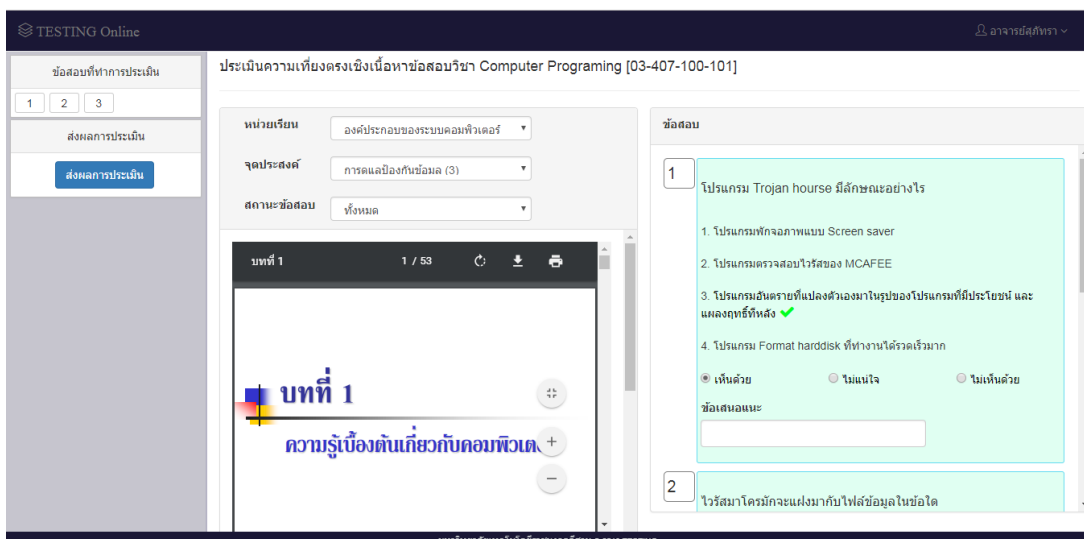 TESTING Online
อาจารย์สุภัทรา
ข้อสอบที่ทำการประเมิน
1 2 3
ส่งผลการประเมิน
ส่งผลการประเมิน
ประเมินความเที่ยงตรงเชิงเนื้อหาข้อสอบวิชา Computer Programing [03-407-100-101]
หน่วยเรียน องค์ประกอบของระบบคอมพิวเตอร์
จุดประสงค์ การดูแลป้องกันข้อมูล (3)
สถานะข้อสอบ ทั้งหมด
บทที่ 1 1 / 53
บทที่ 1
ความรู้เบื้องต้นเกี่ยวกับคอมพิวเต
ข้อสอบ
1
โปรแกรม Trojan hourse มีลักษณะอย่างไร
1. โปรแกรมพักจอภาพแบบ Screen saver
2. โปรแกรมตรวจสอบไวรัสของ MCAFEE
3. โปรแกรมอันตรายที่แปลงตัวเองมาในรูปของโปรแกรมที่มีประโยชน์ และ
แผลงฤทธิ์ทีหลัง
4. โปรแกรม Format harddisk ที่ทำงานได้รวดเร็วมาก
เห็นด้วย ไม่แน่ใจ ไม่เห็นด้วย
ข้อเสนอแนะ
2
ไวรัสมาโครมักจะแฝงมากับไฟล์ข้อมูลในข้อใด